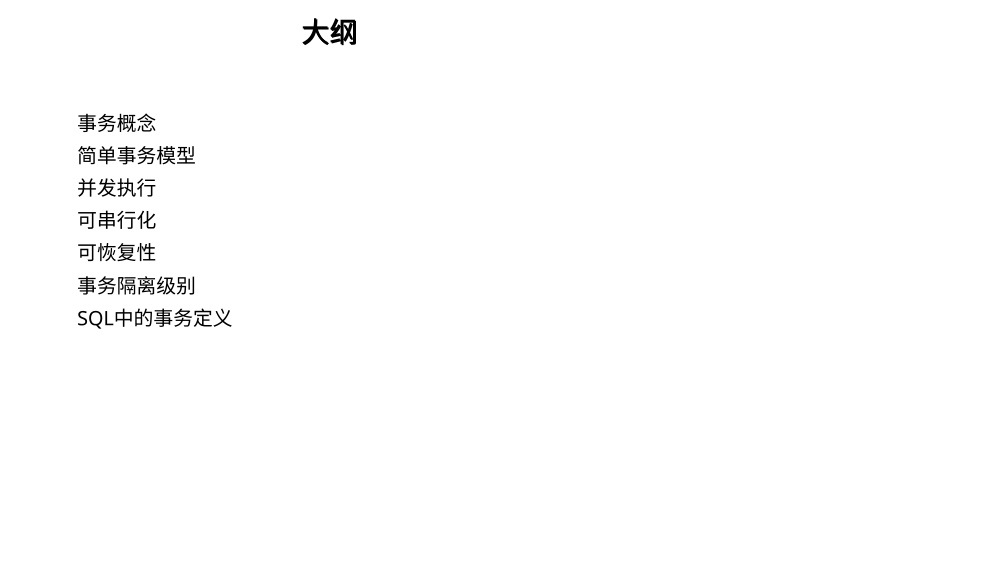 大纲
事务概念
简单事务模型
并发执行
可串行化
可恢复性
事务隔离级别
SQL中的事务定义